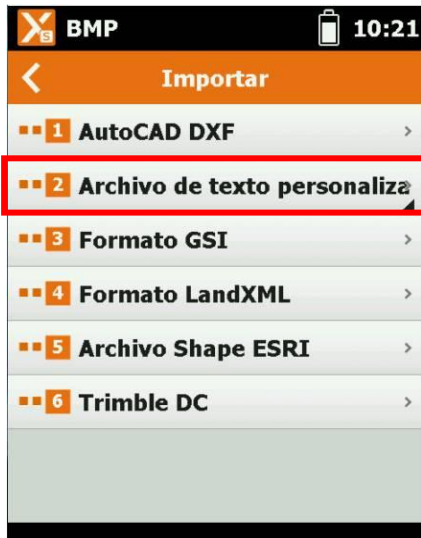 BMP 10:21
Importar
1 AutoCAD DXF
2 Archivo de texto personaliza
3 Formato GSI
4 Formato LandXML
5 Archivo Shape ESRI
6 Trimble DC